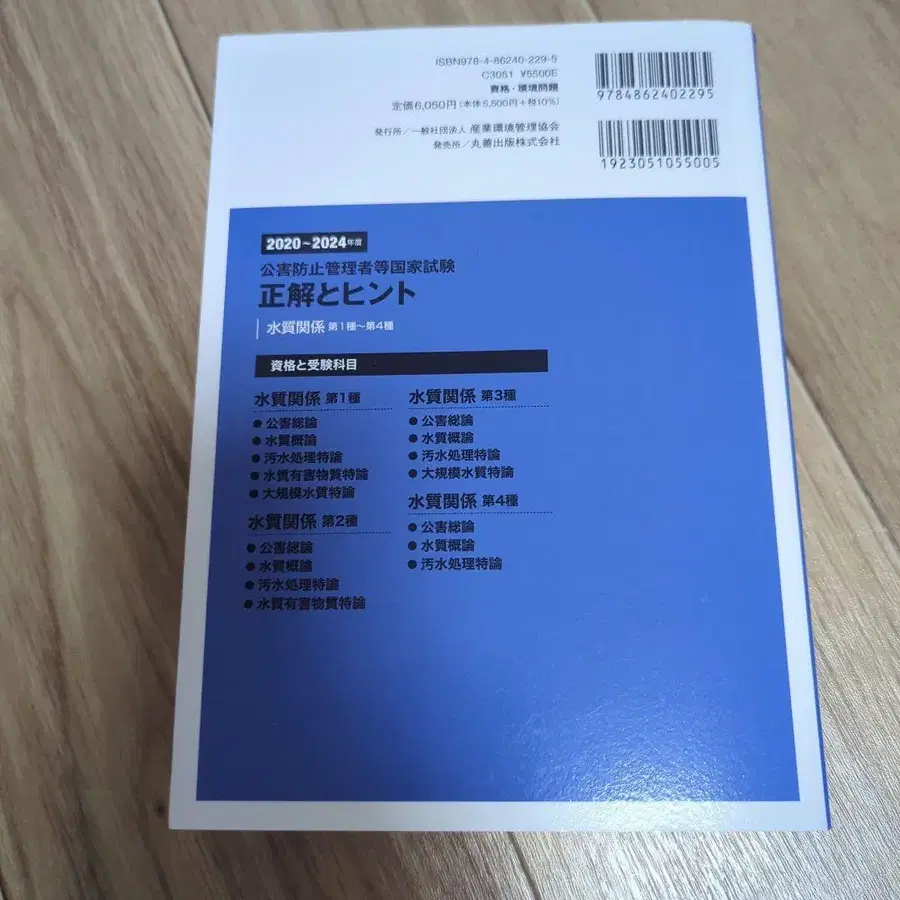 ISBN978-4-86240-229-5
C3051 ¥5500E
資格・環境問題
定価6,050円(本体5,500円+税10%)
発行所/一般社団法人 産業環境管理協会
発売所/丸善出版株式会社
9784862402295
1923051055005
2020~2024年度
公害防止管理者等国家試験
正解とヒント
水質関係 第1種~第4種
資格と受験科目
水質関係 第1種
● 公害総論
● 水質概論
● 汚水処理特論
● 水質有害物質特論
● 大規模水質特論
水質関係 第2種
● 公害総論
● 水質概論
● 汚水処理特論
● 水質有害物質特論
水質関係 第3種
● 公害総論
● 水質概論
● 汚水処理特論
● 大規模水質特論
水質関係 第4種
● 公害総論
● 水質概論
● 汚水処理特論